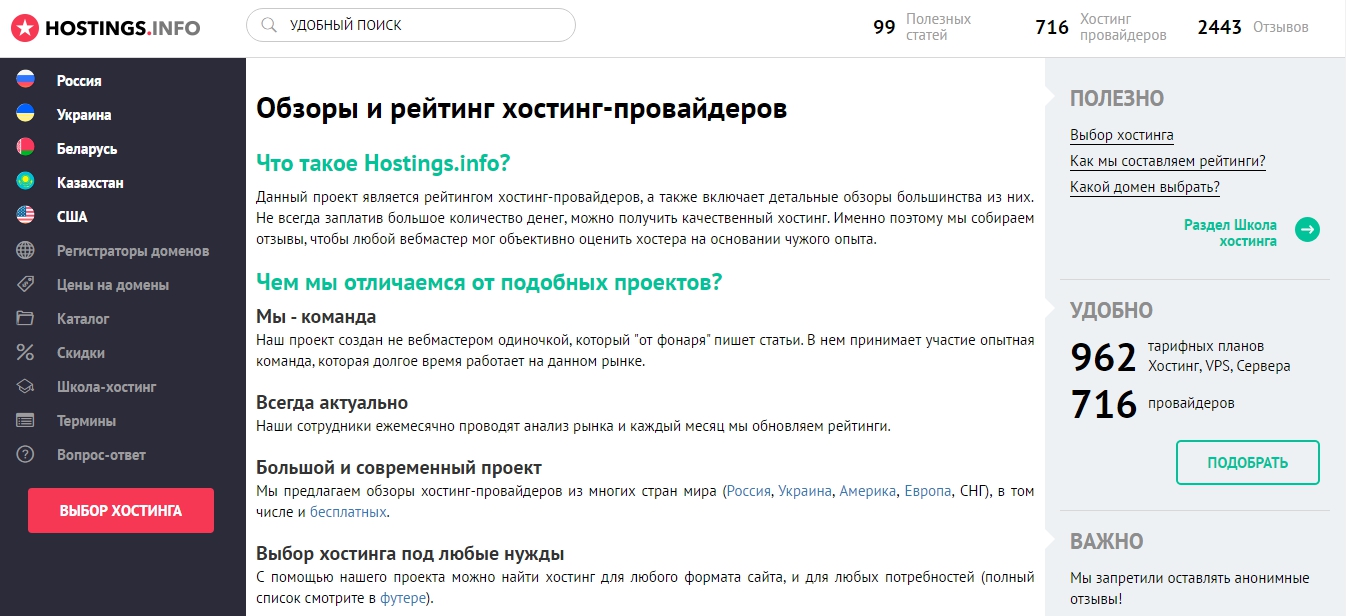 HOSTINGS.INFO
УДОБНЫЙ ПОИСК
99 Полезных
статей
716 Хостинг
провайдеров
2443 Отзывов
Россия
Украина
Беларусь
Казахстан
США
Регистраторы доменов
Цены на домены
Каталог
Скидки
Школа-хостинг
Термины
Вопрос-ответ
ВЫБОР ХОСТИНГА
Обзоры и рейтинг хостинг-провайдеров
Что такое Hostings.info?
Данный проект является рейтингом хостинг-провайдеров, а также включает детальные обзоры большинства из них.
Не всегда заплатив большое количество денег, можно получить качественный хостинг. Именно поэтому мы собираем
отзывы, чтобы любой вебмастер мог объективно оценить хостера на основании чужого опыта.
Чем мы отличаемся от подобных проектов?
Мы - команда
Наш проект создан не вебмастером одиночкой, который "от фонаря" пишет статьи. В нем принимает участие опытная
команда, которая долгое время работает на данном рынке.
Всегда актуально
Наши сотрудники ежемесячно проводят анализ рынка и каждый месяц мы обновляем рейтинги.
Большой и современный проект
Мы предлагаем обзоры хостинг-провайдеров из многих стран мира (Россия, Украина, Америка, Европа, СНГ), в том
числе и бесплатных.
Выбор хостинга под любые нужды
С помощью нашего проекта можно найти хостинг для любого формата сайта, и для любых потребностей (полный
список смотрите в футере).
ПОЛЕЗНО
Выбор хостинга
Как мы составляем рейтинги?
Какой домен выбрать?
Раздел Школа
хостинга
УДОБНО
962 тарифных планов
Хостинг, VPS, Сервера
716 провайдеров
ПОДОБРАТЬ
ВАЖНО
Мы запретили оставлять анонимные
отзывы!